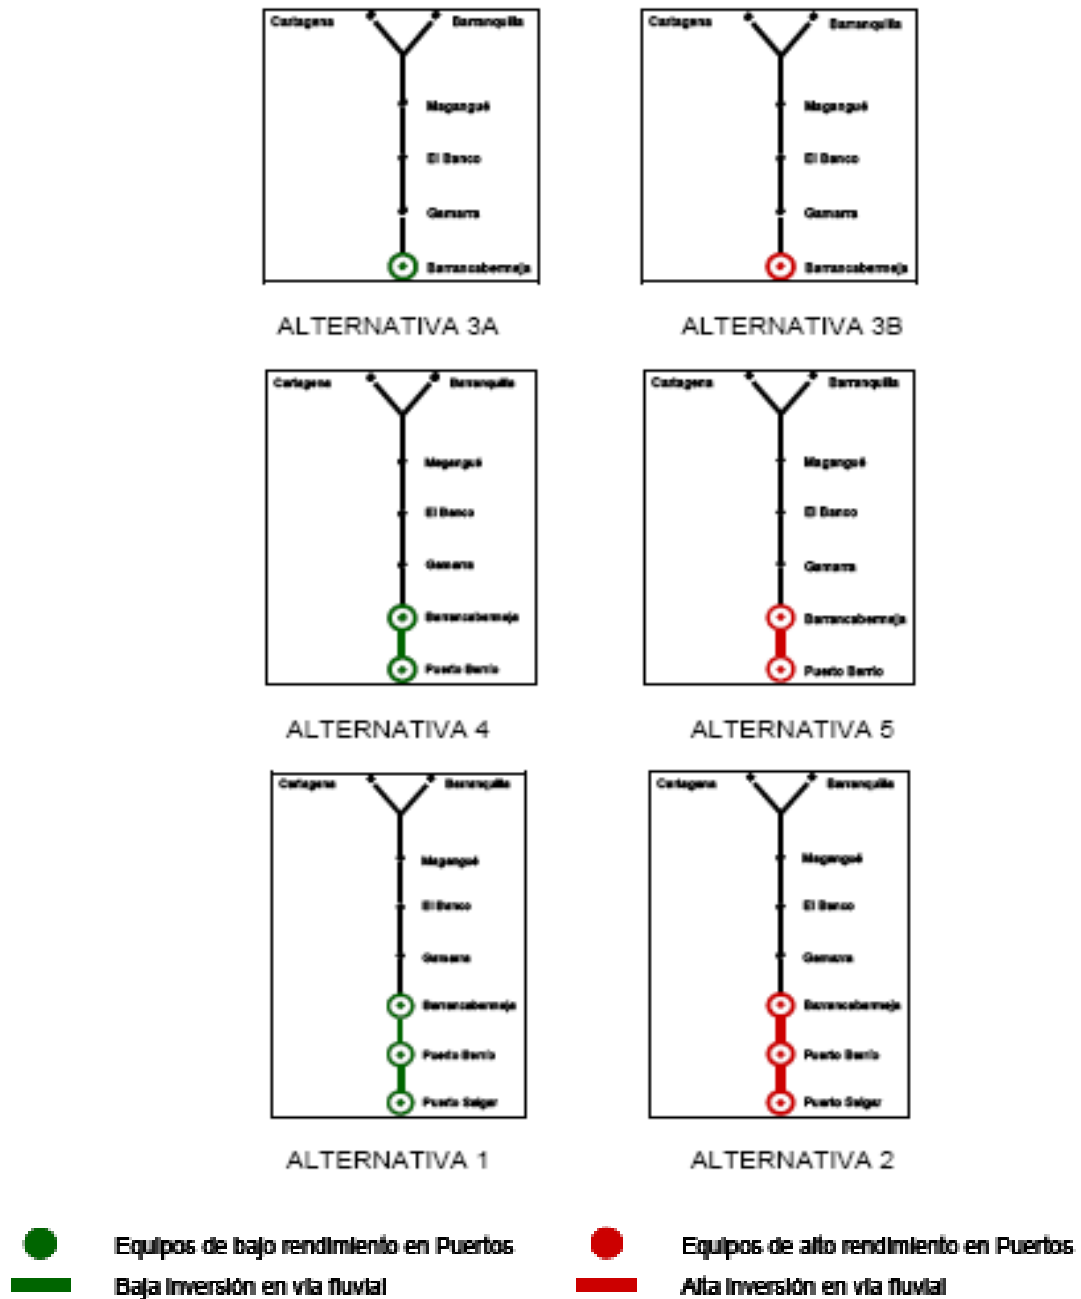 Cartagena Barranquilla
Magangué
El Banco
Gamarra
Barrancabermeja
ALTERNATIVA 3A
Cartagena Barranquilla
Magangué
El Banco
Gamarra
Barrancabermeja
ALTERNATIVA 3B
Cartagena Barranquilla
Magangué
El Banco
Gamarra
Barrancabermeja
Puerto Berrío
ALTERNATIVA 4
Cartagena Barranquilla
Magangué
El Banco
Gamarra
Barrancabermeja
Puerto Berrío
ALTERNATIVA 5
Cartagena Barranquilla
Magangué
El Banco
Gamarra
Barrancabermeja
Puerto Berrío
Puerto Salgar
ALTERNATIVA 1
Cartagena Barranquilla
Magangué
El Banco
Gamarra
Barrancabermeja
Puerto Berrío
Puerto Salgar
ALTERNATIVA 2
Equipos de bajo rendimiento en Puertos
Baja inversión en vía fluvial
Equipos de alto rendimiento en Puertos
Alta inversión en vía fluvial